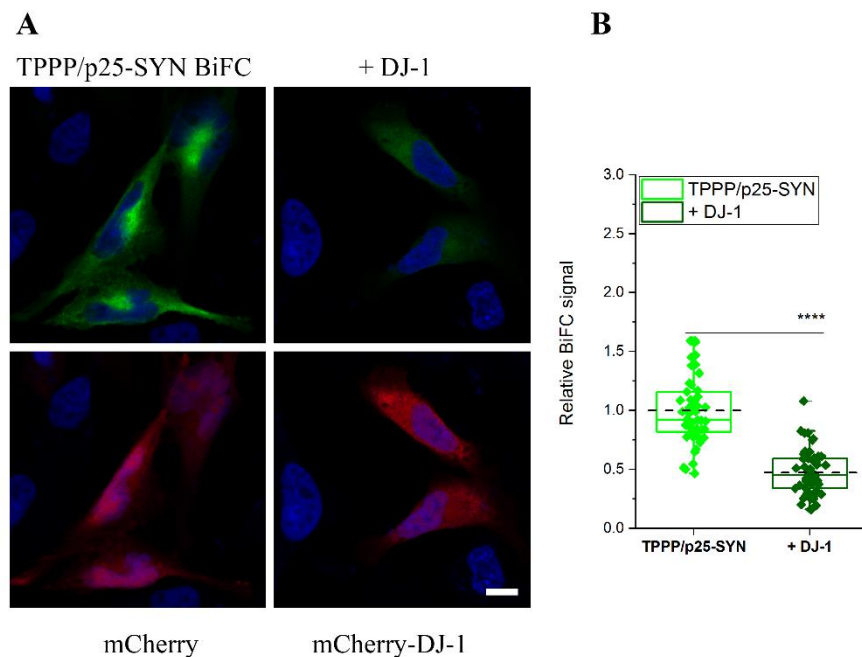 A
TPPP/p25-SYN BiFC
+ DJ-1
mCherry
mCherry-DJ-1
B
TPPP/p25-SYN
+ DJ-1
****
Relative BiFC signal
3.0
2.5
2.0
1.5
1.0
0.5
0.0
TPPP/p25-SYN
+ DJ-1